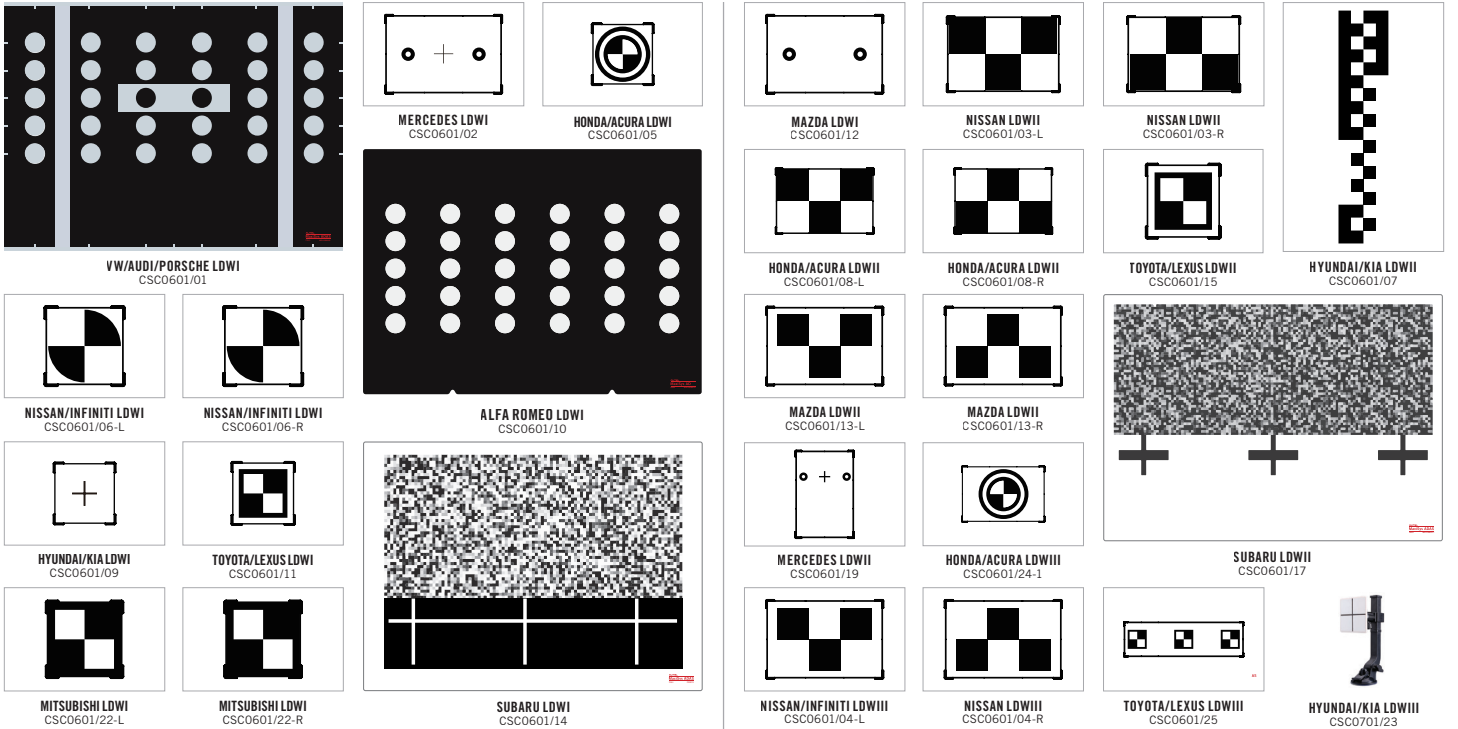 VW/AUDI/PORSCHE LDWI
CSC0601/01
MERCEDES LDWI
CSC0601/02
HONDA/ACURA LDWI
CSC0601/05
NISSAN/INFINITI LDWI
CSC0601/06-L
NISSAN/INFINITI LDWI
CSC0601/06-R
ALFA ROMEO LDWI
CSC0601/10
HYUNDAI/KIA LDWI
CSC0601/09
TOYOTA/LEXUS LDWI
CSC0601/11
MITSUBISHI LDWI
CSC0601/22-L
MITSUBISHI LDWI
CSC0601/22-R
SUBARU LDWI
CSC0601/14
MAZDA LDWI
CSC0601/12
NISSAN LDWII
CSC0601/03-L
NISSAN LDWII
CSC0601/03-R
HONDA/ACURA LDWII
CSC0601/08-L
HONDA/ACURA LDWII
CSC0601/08-R
TOYOTA/LEXUS LDWII
CSC0601/15
HYUNDAI/KIA LDWII
CSC0601/07
MAZDA LDWII
CSC0601/13-L
MAZDA LDWII
CSC0601/13-R
MERCEDES LDWII
CSC0601/19
HONDA/ACURA LDWIII
CSC0601/24-1
SUBARU LDWII
CSC0601/17
NISSAN/INFINITI LDWIII
CSC0601/04-L
NISSAN LDWIII
CSC0601/04-R
TOYOTA/LEXUS LDWIII
CSC0601/25
HYUNDAI/KIA LDWIII
CSC0701/23